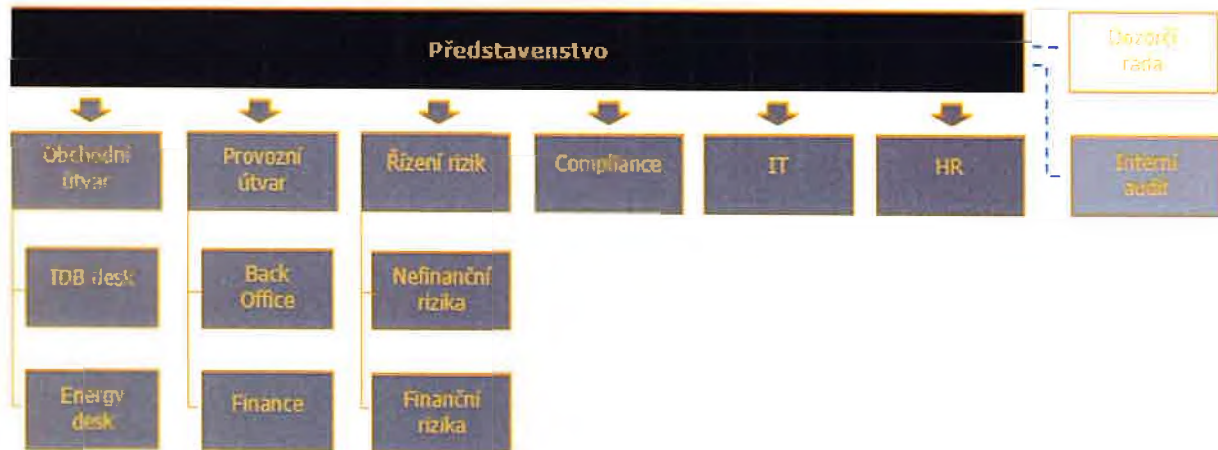 Představenstvo
Dozorčí
rada
Obchodní
útvar
Provozní
útvar
Řízení rizik
Compliance
IT
HR
Interní
audit
TDB desk
Back
Office
Nefinanční
rizika
Energy
desk
Finance
Finanční
rizika